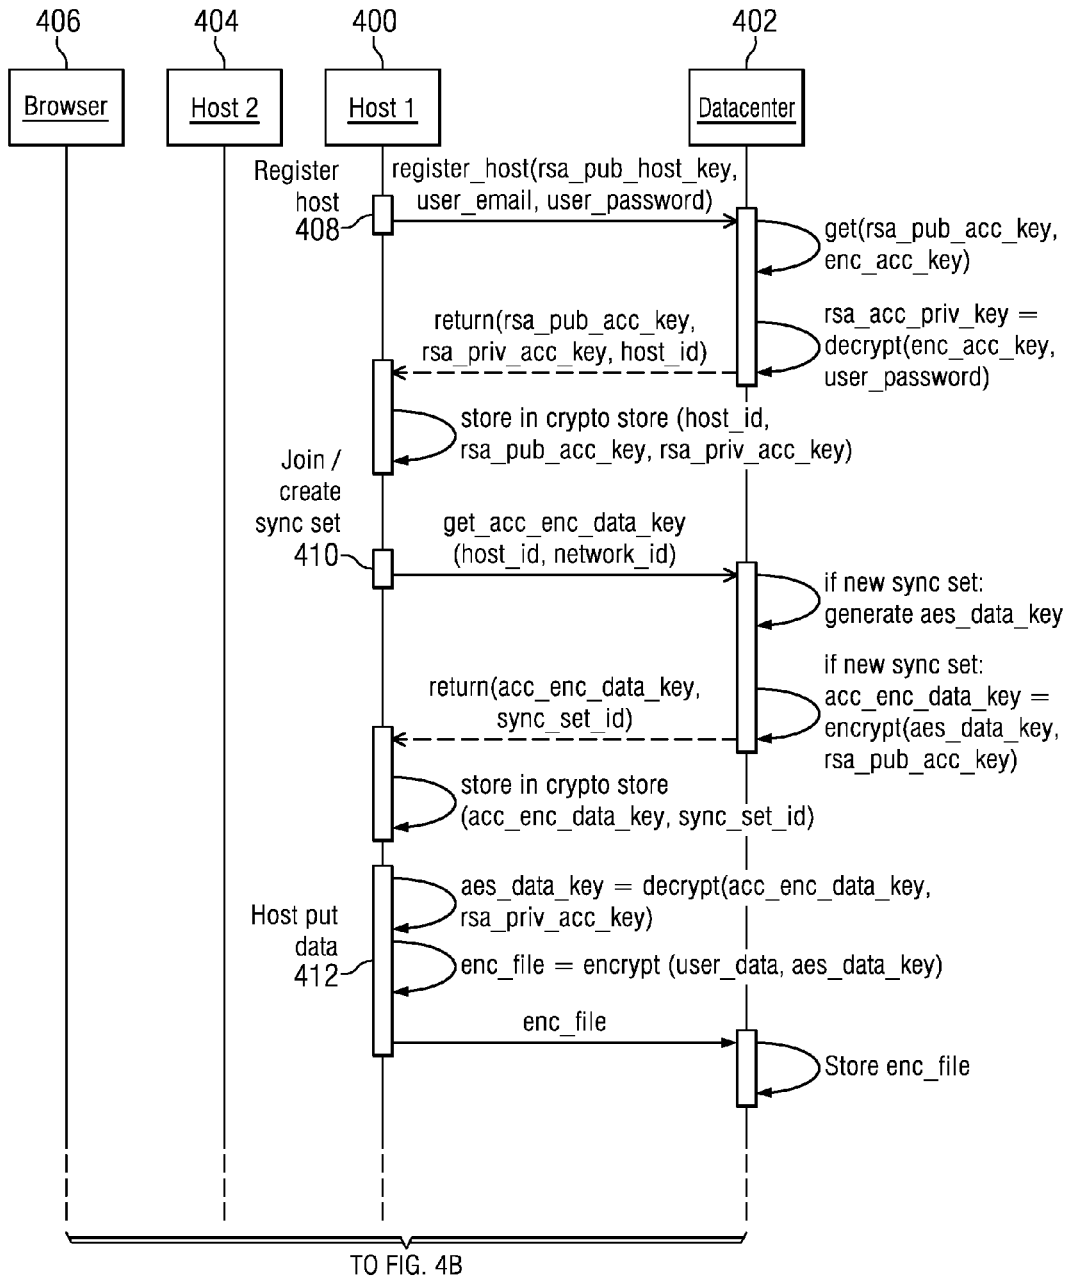 406
404
400
402
Browser
Host 2
Host 1
Datacenter
Register
host
408
register_host(rsa_pub_host_key,
user_email, user_password)
get(rsa_pub_acc_key,
enc_acc_key)
rsa_acc_priv_key =
decrypt(enc_acc_key,
user_password)
return(rsa_pub_acc_key,
rsa_priv_acc_key, host_id)
store in crypto store (host_id,
rsa_pub_acc_key, rsa_priv_acc_key)
Join /
create
sync set
410
get_acc_enc_data_key
(host_id, network_id)
if new sync set:
generate aes_data_key
if new sync set:
acc_enc_data_key =
encrypt(aes_data_key,
rsa_pub_acc_key)
return(acc_enc_data_key,
sync_set_id)
store in crypto store
(acc_enc_data_key, sync_set_id)
Host put
data
412
aes_data_key = decrypt(acc_enc_data_key,
rsa_priv_acc_key)
enc_file = encrypt (user_data, aes_data_key)
enc_file
Store enc_file
TO FIG. 4B